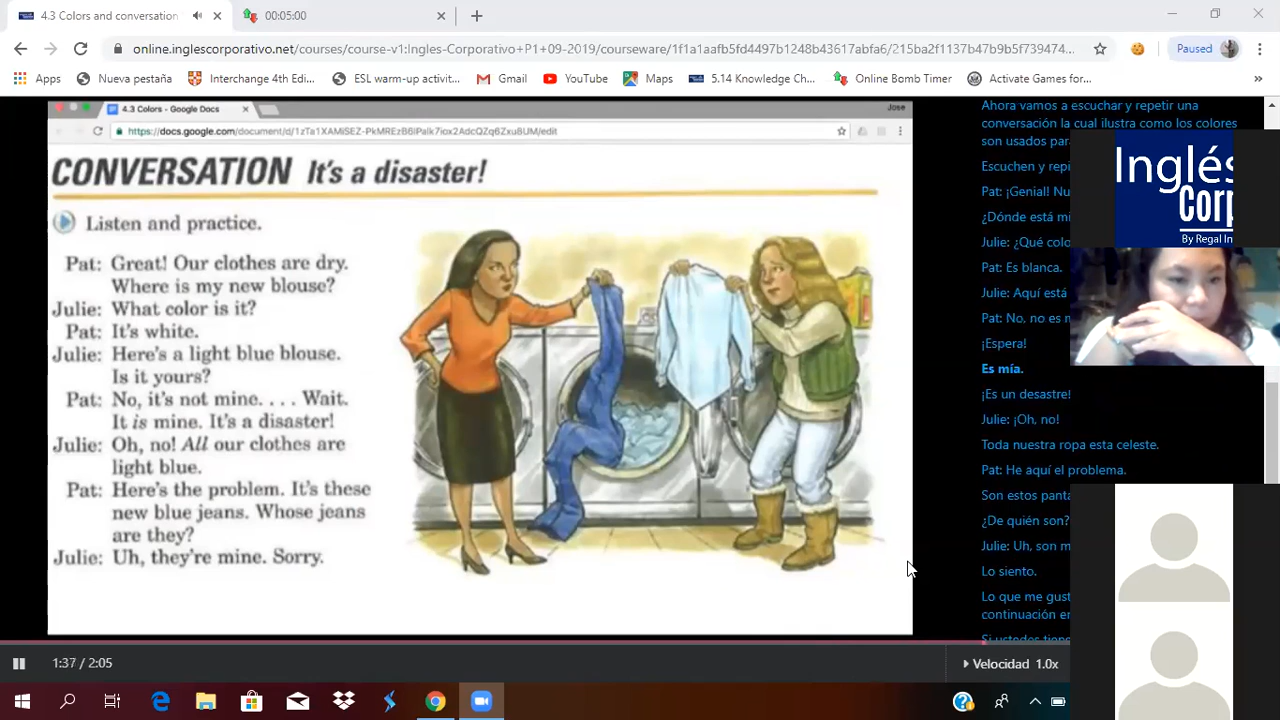 4.3 Colors and conversation
00:05:00
online.inglescorporativo.net/courses/course-v1:Ingles-Corporativo+P1+09-2019/courseware/1f1a1aafb5fd4497b1248b43617abfa6/215ba2f1137b47b9b5f739474...
Paused
Apps
Nueva pestaña
Interchange 4th Edi...
ESL warm-up activit...
Gmail
YouTube
Maps
5.14 Knowledge Ch...
Online Bomb Timer
Activate Games for...
»
4.3 Colors - Google Docs
Jose
CONVERSATION It's a disaster!
Listen and practice.
Pat: Great! Our clothes are dry.
Where is my new blouse?
Julie: What color is it?
Pat: It's white.
Julie: Here's a light blue blouse.
Is it yours?
Pat: No, it's not mine. . . . Wait.
It is mine. It's a disaster!
Julie: Oh, no! All our clothes are
light blue.
Pat: Here's the problem. It's these
new blue jeans. Whose jeans
are they?
Julie: Uh, they're mine. Sorry.
Ahora vamos a escuchar y repetir una
conversación la cual ilustra como los colores
son usados par
Escuchen y repi
Pat: ¡Genial! Nu
¿Dónde está mi
Julie: ¿Qué colo
Pat: Es blanca.
Julie: Aquí está
Pat: No, no es m
¡Espera!
Es mía.
¡Es un desastre!
Julie: ¡Oh, no!
Toda nuestra ropa esta celeste.
Pat: He aquí el problema.
Son estos panta
¿De quién son?
Julie: Uh, son m
Lo siento.
Lo que me gust
continuación en
Si ustedes tiene
Inglés
Corp
By Regal In
1:37 / 2:05
Velocidad 1.0x